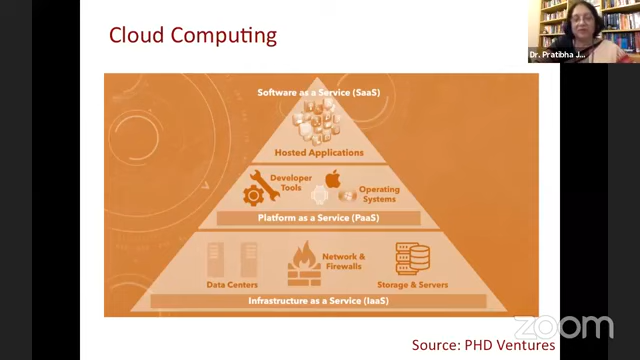 Cloud Computing
Dr. Pratibha J...
Software as a Service (SaaS)
Hosted Applications
Developer
Tools
Operating
Systems
Platform as a Service (PaaS)
Network &
Firewalls
Data Centers
Storage & Servers
Infrastructure as a Service (IaaS)
zoom
Source: PHD Ventures